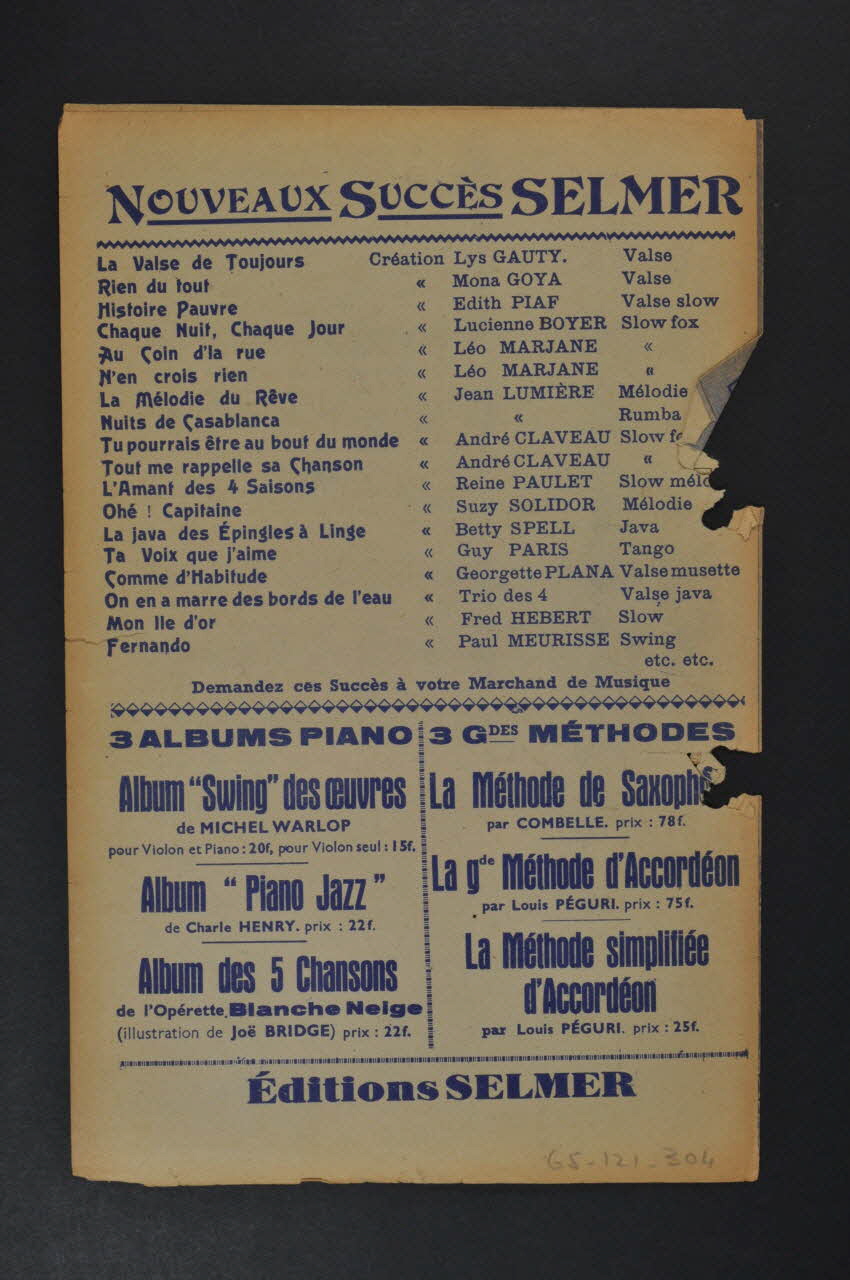 NOUVEAUX SUCCÈS SELMER
La Valse de Toujours Création Lys GAUTY. Valse
Rien du tout « Mona GOYA Valse
Histoire Pauvre « Edith PIAF Valse slow
Chaque Nuit, Chaque Jour « Lucienne BOYER Slow fox
Au Coin d'la rue « Léo MARJANE «
N'en crois rien « Léo MARJANE «
La Mélodie du Rêve « Jean LUMIÈRE Mélodie
Nuits de Casablanca « « Rumba
Tu pourrais être au bout du monde « André CLAVEAU Slow
Tout me rappelle sa Chanson « André CLAVEAU «
L'Amant des 4 Saisons « Reine PAULET Slow
Ohé ! Capitaine « Suzy SOLIDOR Mélodie
La java des Épingles à Linge « Betty SPELL Java
Ta Voix que j'aime « Guy PARIS Tango
Comme d'Habitude « Georgette PLANA Valse musette
On en a marre des bords de l'eau « Trio des 4 Valse java
Mon Ile d'or « Fred HEBERT Slow
Fernando « Paul MEURISSE Swing
etc. etc.
Demandez ces Succès à votre Marchand de Musique
3 ALBUMS PIANO
Album "Swing" des œuvres
de MICHEL WARLOP
pour Violon et Piano : 20f, pour Violon seul : 15f.
Album " Piano Jazz "
de Charle HENRY. prix : 22f.
Album des 5 Chansons
de l'Opérette, Blanche Neige
(illustration de Joë BRIDGE) prix : 22f.
3 GDES MÉTHODES
La Méthode de Saxoph
par COMBELLE. prix : 78f.
La gde Méthode d'Accordéon
par Louis PÉGURI. prix : 75f.
La Méthode simplifiée
d'Accordéon
par Louis PÉGURI. prix : 25f.
Éditions SELMER
GS-121-304